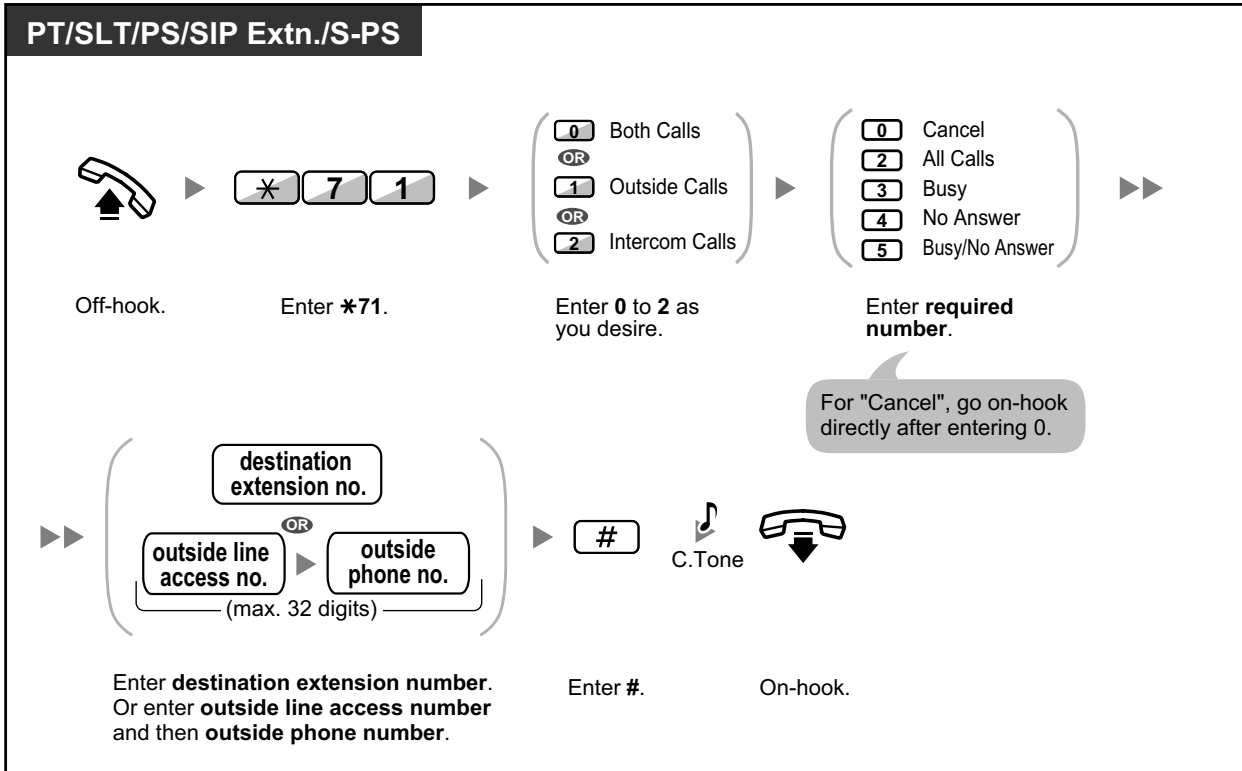 PT/SLT/PS/SIP Extn./S-PS
0 Both Calls
OR
1 Outside Calls
OR
2 Intercom Calls
0 Cancel
2 All Calls
3 Busy
4 No Answer
5 Busy/No Answer
* 7 1
Off-hook.
Enter *71.
Enter 0 to 2 as
you desire.
Enter required
number.
For "Cancel", go on-hook
directly after entering 0.
destination
extension no.
OR
outside line
access no.
outside
phone no.
(max. 32 digits)
#
C.Tone
Enter destination extension number.
Or enter outside line access number
and then outside phone number.
Enter #.
On-hook.